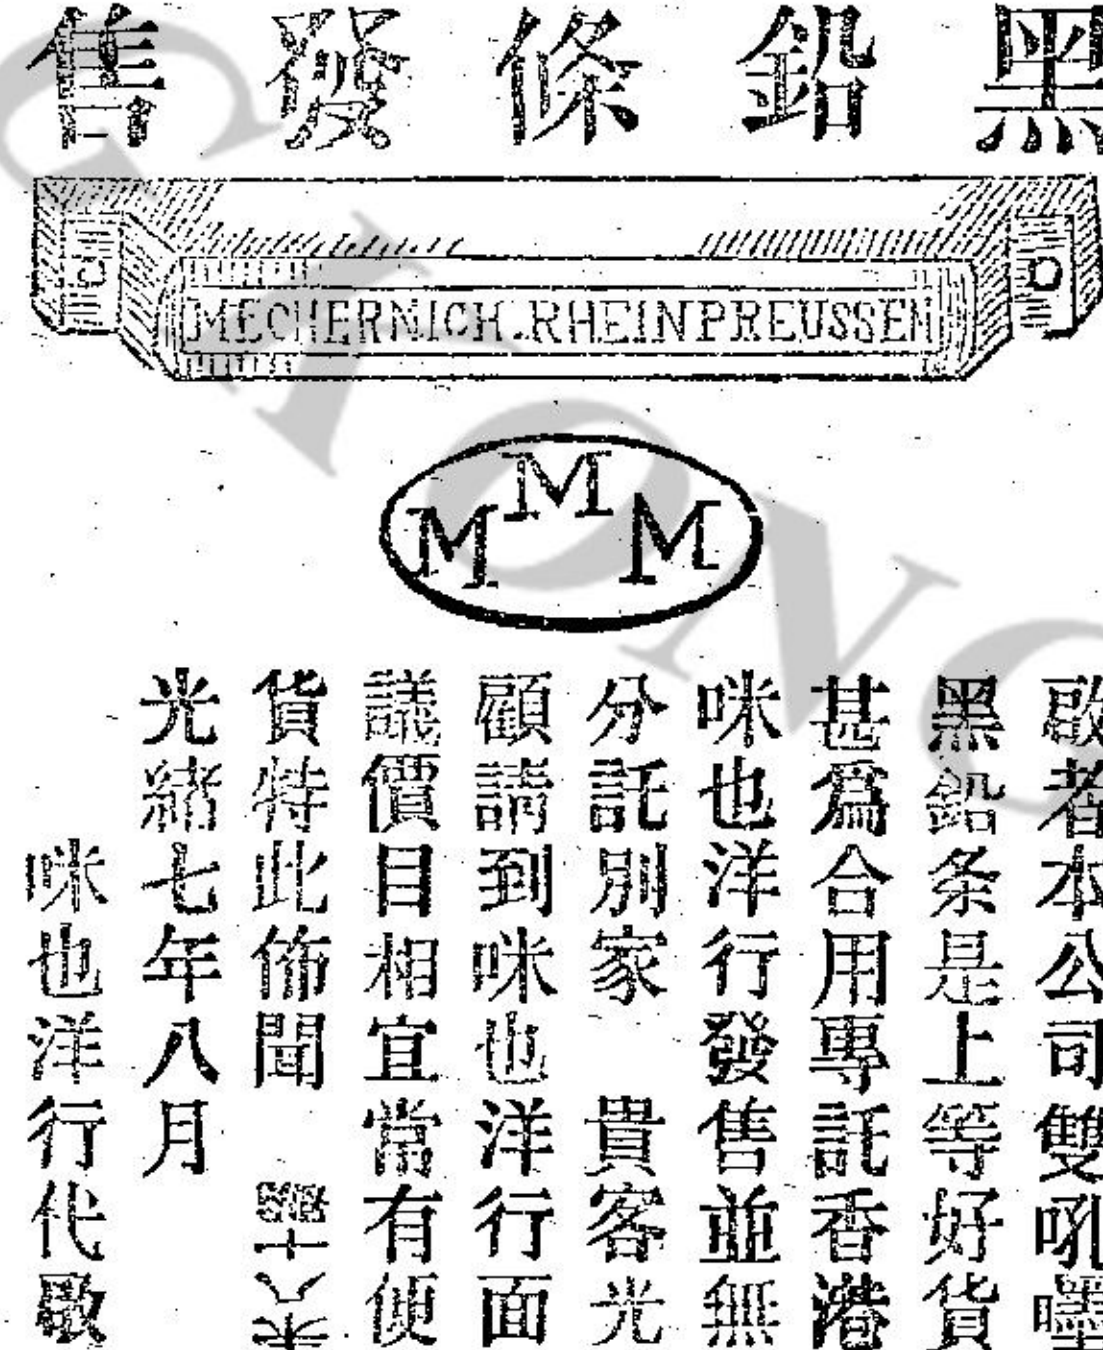 黑鉛條發售
MECHERNICH.RHEINPREUSSEN
M M M
啟者本公司雙吼嘿
黑鉛条是上等好貨
甚爲合用專託香港
咪也洋行發售並無
分託別家 貴客光
顧請到咪也洋行面
議價目相宜當有便
貨特此佈聞
光緒七年八月
咪也洋行代啟